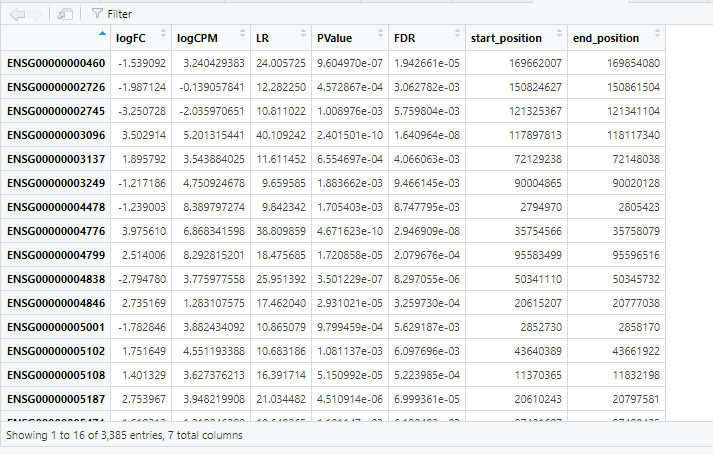 Filter
logFC logCPM LR PValue FDR start_position end_position
ENSG00000000460 -1.539092 3.240429383 24.005725 9.604970e-07 1.942661e-05 169662007 169854080
ENSG00000002726 -1.987124 -0.139057841 12.282250 4.572867e-04 3.062782e-03 150824627 150861504
ENSG00000002745 -3.250728 -2.035970651 10.811022 1.008976e-03 5.759804e-03 121325367 121341104
ENSG00000003096 3.502914 5.201315441 40.109242 2.401501e-10 1.640964e-08 117897813 118117340
ENSG00000003137 1.895792 3.543884025 11.611452 6.554697e-04 4.066063e-03 72129238 72148038
ENSG00000003249 -1.217186 4.750924678 9.659585 1.883662e-03 9.466145e-03 90004865 90020128
ENSG00000004478 -1.239003 8.389797274 9.842342 1.705403e-03 8.747795e-03 2794970 2805423
ENSG00000004776 3.975610 6.868341598 38.809859 4.671623e-10 2.946909e-08 35754566 35758079
ENSG00000004799 2.514006 8.292815201 18.475685 1.720858e-05 2.079676e-04 95583499 95596516
ENSG00000004838 -2.794780 3.775977558 25.951392 3.501229e-07 8.297055e-06 50341110 50345732
ENSG00000004846 2.735169 1.283107575 17.462040 2.931021e-05 3.259730e-04 20615207 20777038
ENSG00000005001 -1.782846 3.882434092 10.865079 9.799459e-04 5.629187e-03 2852730 2858170
ENSG00000005102 1.751649 4.551193388 10.683186 1.081137e-03 6.097696e-03 43640389 43661922
ENSG00000005108 1.401329 3.627376213 16.391714 5.150992e-05 5.223985e-04 11370365 11832198
ENSG00000005187 2.753967 3.948219908 21.034482 4.510914e-06 6.999361e-05 20610243 20797581
Showing 1 to 16 of 3,385 entries, 7 total columns